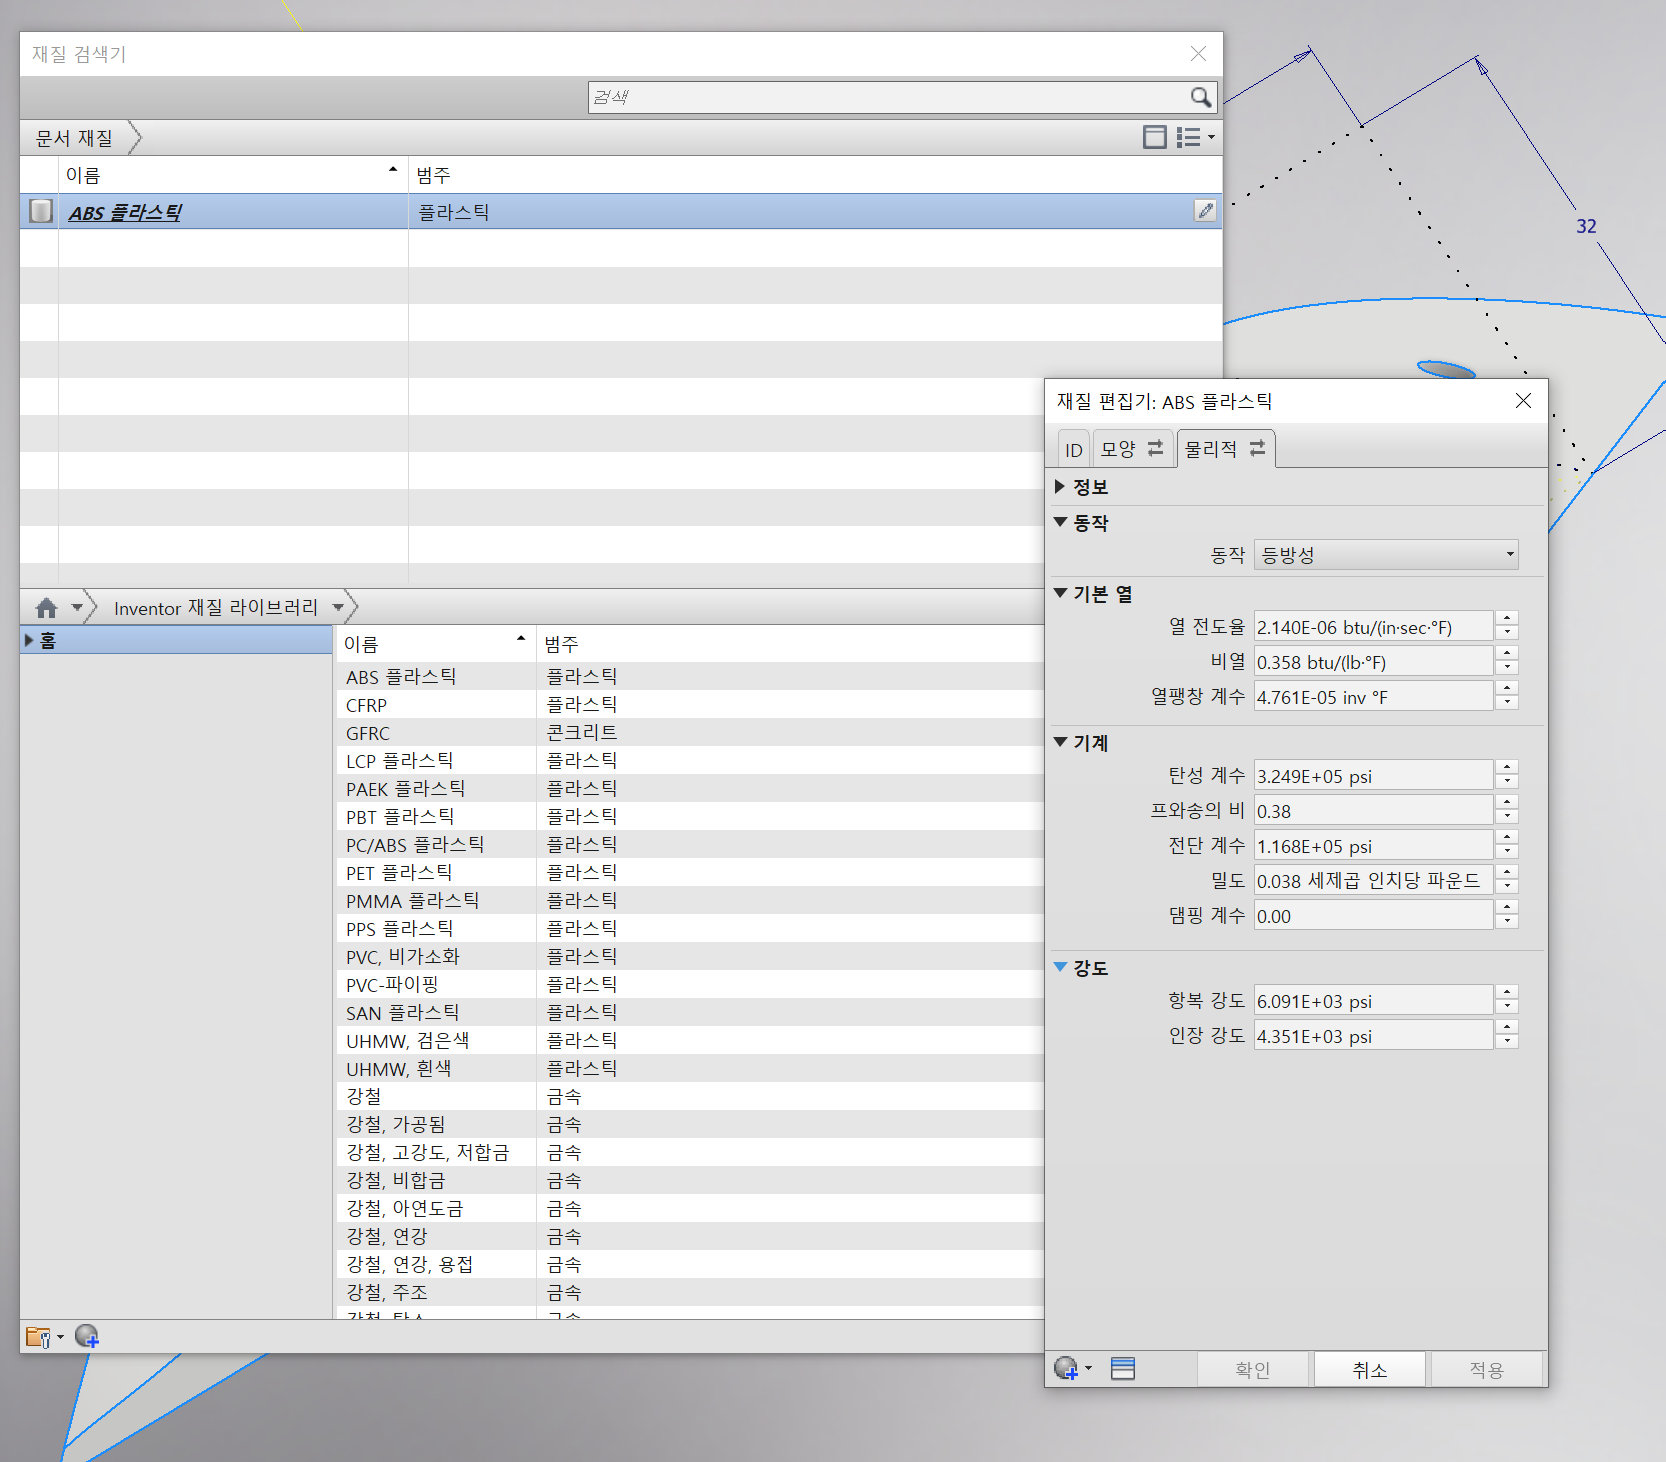 재질 검색기
검색
문서 재질
이름
범주
ABS 플라스틱
플라스틱
32
Inventor 재질 라이브러리
홈
이름
범주
ABS 플라스틱 플라스틱
CFRP 플라스틱
GFRC 콘크리트
LCP 플라스틱 플라스틱
PAEK 플라스틱 플라스틱
PBT 플라스틱 플라스틱
PC/ABS 플라스틱 플라스틱
PET 플라스틱 플라스틱
PMMA 플라스틱 플라스틱
PPS 플라스틱 플라스틱
PVC, 비가소화 플라스틱
PVC-파이핑 플라스틱
SAN 플라스틱 플라스틱
UHMW, 검은색 플라스틱
UHMW, 흰색 플라스틱
강철 금속
강철, 가공됨 금속
강철, 고강도, 저합금 금속
강철, 비합금 금속
강철, 아연도금 금속
강철, 연강 금속
강철, 연강, 용접 금속
강철, 주조 금속
재질 편집기: ABS 플라스틱
ID
모양
물리적
정보
동작
동작 등방성
기본 열
열 전도율 2.140E-06 btu/(in·sec·°F)
비열 0.358 btu/(lb·°F)
열팽창 계수 4.761E-05 inv °F
기계
탄성 계수 3.249E+05 psi
프와송의 비 0.38
전단 계수 1.168E+05 psi
밀도 0.038 세제곱 인치당 파운드
댐핑 계수 0.00
강도
항복 강도 6.091E+03 psi
인장 강도 4.351E+03 psi
확인
취소
적용